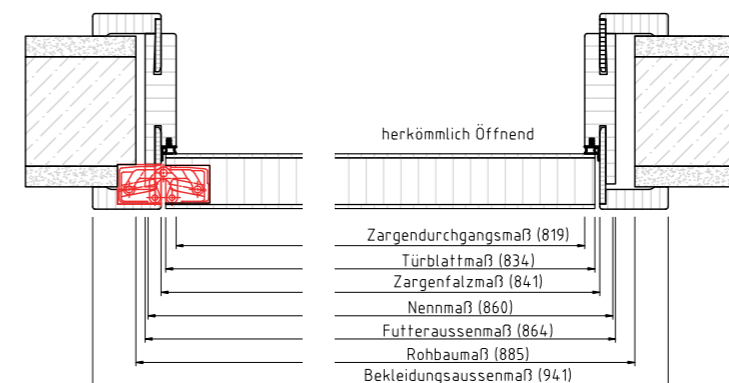 herkömmlich Öffnend
Zargendurchgangsmaß (819)
Türblattmaß (834)
Zargenfalzmaß (841)
Nennmaß (860)
Futteraussenmaß (864)
Rohbaumaß (885)
Bekleidungsaussenmaß (941)